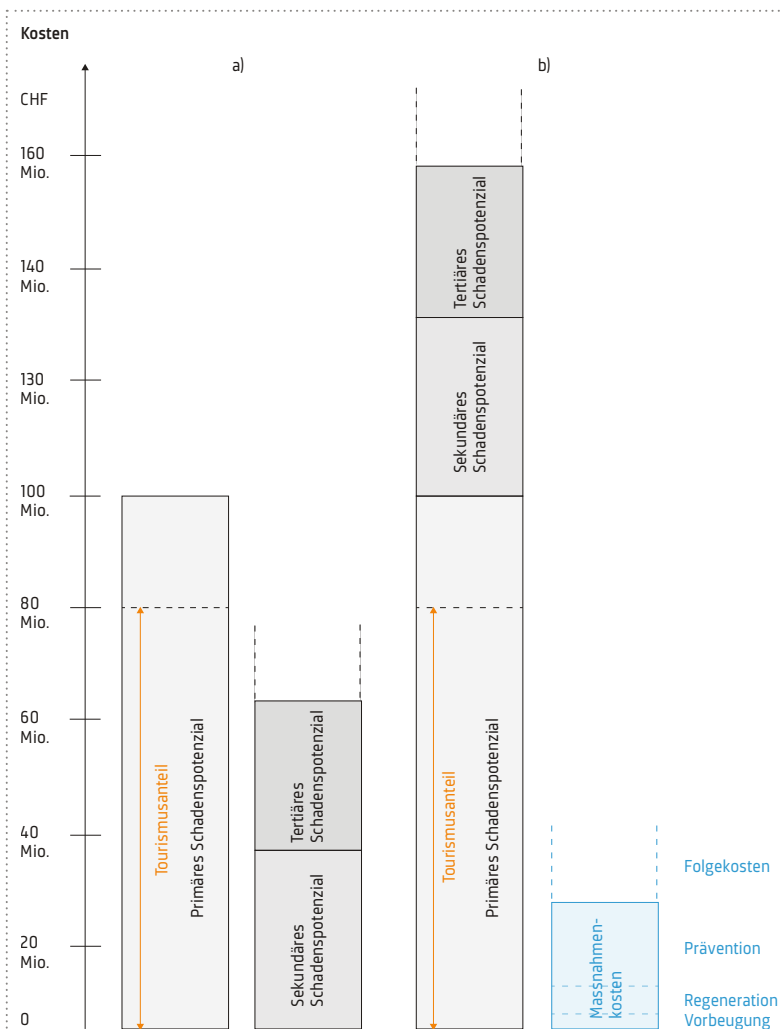 Kosten
a)
b)
CHF
160
Mio.
140
Mio.
130
Mio.
100
Mio.
80
Mio.
60
Mio.
40
Mio.
20
Mio.
0
Tourismusanteil
Primäres Schadenspotenzial
Tertiäres
Schadenspotenzial
Sekundäres
Schadenspotenzial
Tertiäres
Schadenspotenzial
Sekundäres
Schadenspotenzial
Tourismusanteil
Primäres Schadenspotenzial
Massnahmen-
kosten
Folgekosten
Prävention
Regeneration
Vorbeugung